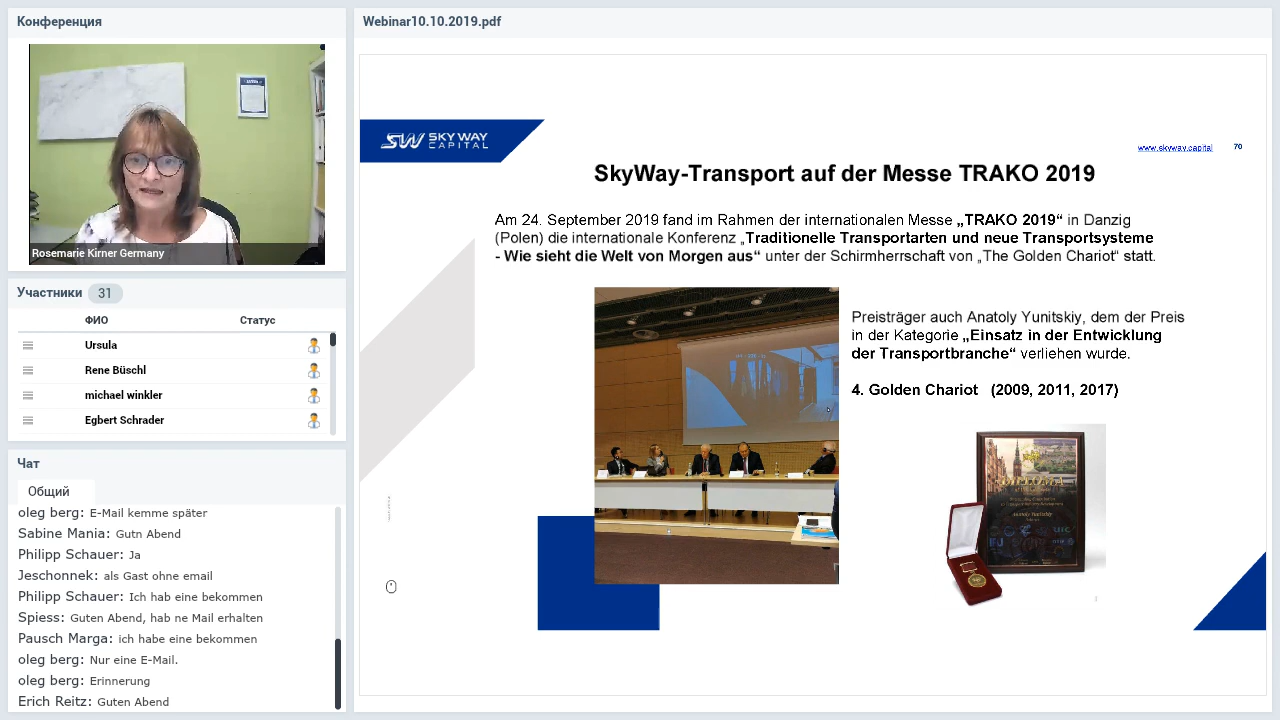 Конференция
Rosemarie Kirner Germany
Участники 31
ФИО Статус
Ursula
Rene Büschl
michael winkler
Egbert Schrader
Чат
Общий
oleg berg: E-Mail kemme später
Sabine Mania: Gutn Abend
Philipp Schauer: Ja
Jeschonnek: als Gast ohne email
Philipp Schauer: Ich hab eine bekommen
Spiess: Guten Abend, hab ne Mail erhalten
Pausch Marga: ich habe eine bekommen
oleg berg: Nur eine E-Mail.
oleg berg: Erinnerung
Erich Reitz: Guten Abend
Webinar10.10.2019.pdf
SW SKY WAY
CAPITAL
www.skyway.capital 70
SkyWay-Transport auf der Messe TRAKO 2019
Am 24. September 2019 fand im Rahmen der internationalen Messe „TRAKO 2019“ in Danzig
(Polen) die internationale Konferenz „Traditionelle Transportarten und neue Transportsysteme
- Wie sieht die Welt von Morgen aus“ unter der Schirmherrschaft von „The Golden Chariot“ statt.
Preisträger auch Anatoly Yunitskiy, dem der Preis
in der Kategorie „Einsatz in der Entwicklung
der Transportbranche“ verliehen wurde.
4. Golden Chariot (2009, 2011, 2017)